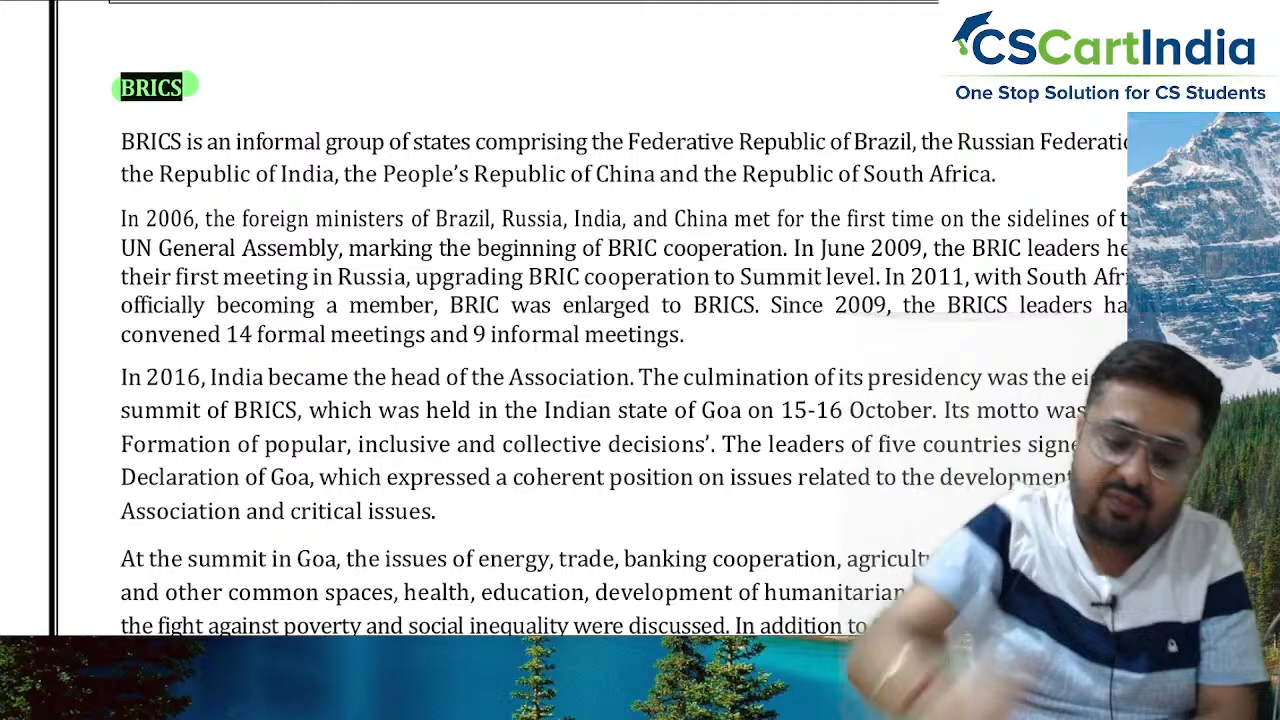 CSCartIndia
One Stop Solution for CS Students
BRICS
BRICS is an informal group of states comprising the Federative Republic of Brazil, the Russian
the Republic of India, the People’s Republic of China and the Republic of South Africa.
In 2006, the foreign ministers of Brazil, Russia, India, and China met for the first time on the sidelines of
UN General Assembly, marking the beginning of BRIC cooperation. In June 2009, the BRIC leaders
their first meeting in Russia, upgrading BRIC cooperation to Summit level. In 2011, with South
officially becoming a member, BRIC was enlarged to BRICS. Since 2009, the BRICS leaders
convened 14 formal meetings and 9 informal meetings.
In 2016, India became the head of the Association. The culmination of its presidency was the
summit of BRICS, which was held in the Indian state of Goa on 15-16 October. Its motto was
Formation of popular, inclusive and collective decisions’. The leaders of five countries
Declaration of Goa, which expressed a coherent position on issues related to the development
Association and critical issues.
At the summit in Goa, the issues of energy, trade, banking cooperation,
and other common spaces, health, education, development of humanitarian
the fight against poverty and social inequality were discussed. In addition to